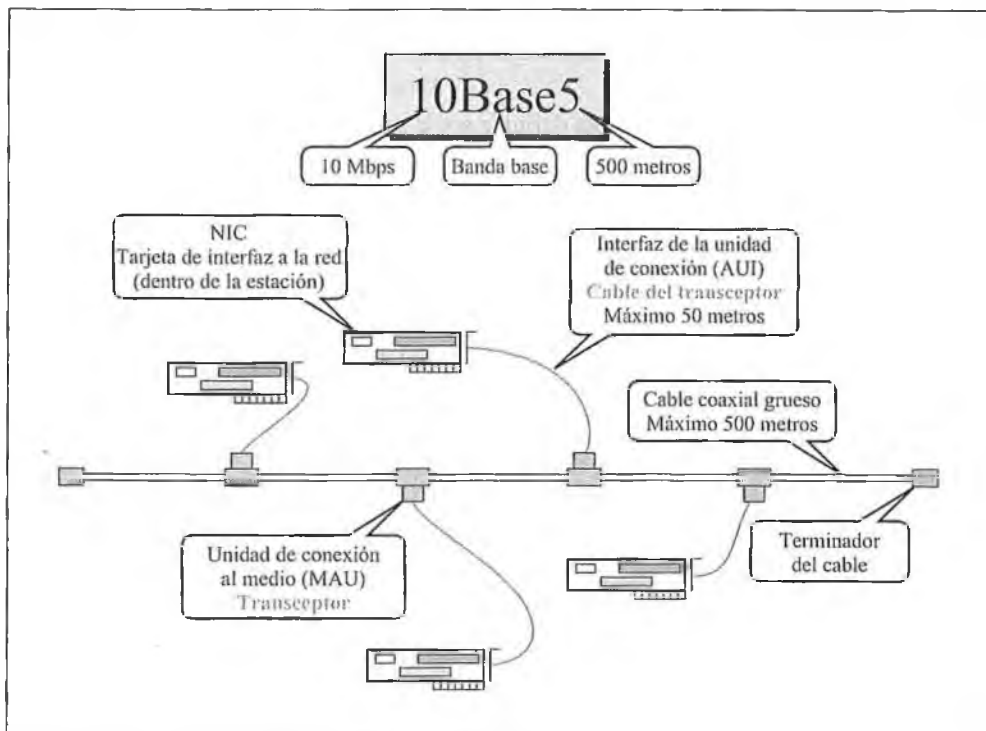 10Base5
10 Mbps
Banda base
500 metros
NIC
Tarjeta de interfaz a la red
(dentro de la estación)
Interfaz de la unidad
de conexión (AUI)
Cable del transceptor
Máximo 50 metros
Cable coaxial grueso
Máximo 500 metros
Unidad de conexión
al medio (MAU)
Transceptor
Terminador
del cable